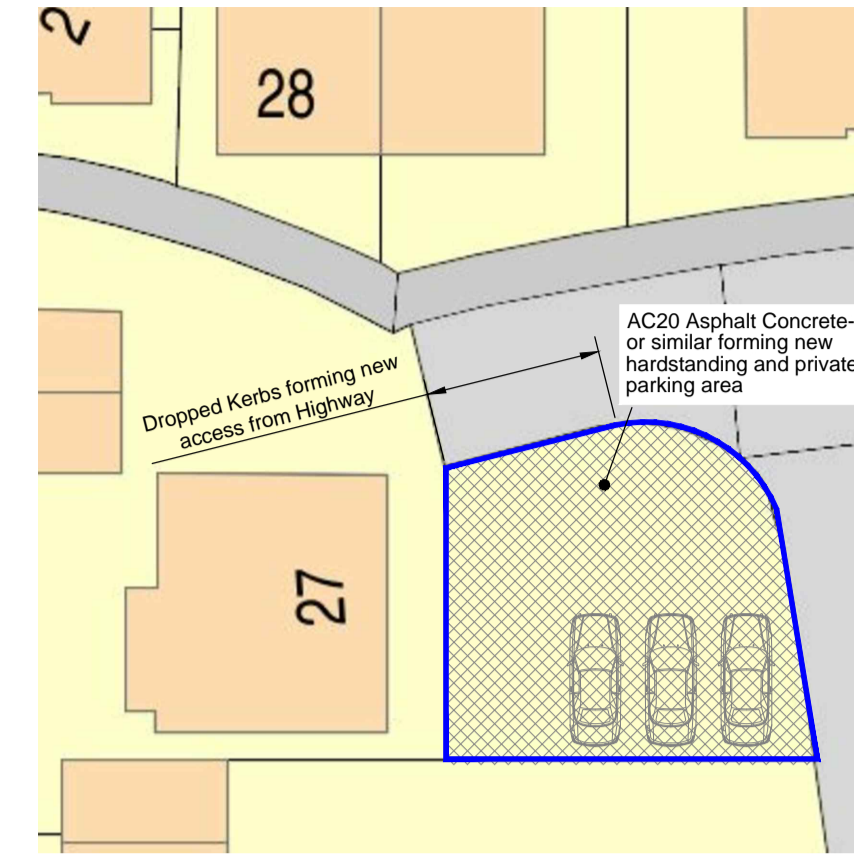 2
28
AC20 Asphalt Concrete-
or similar forming new
hardstanding and private
parking area
Dropped Kerbs forming new
access from Highway
27